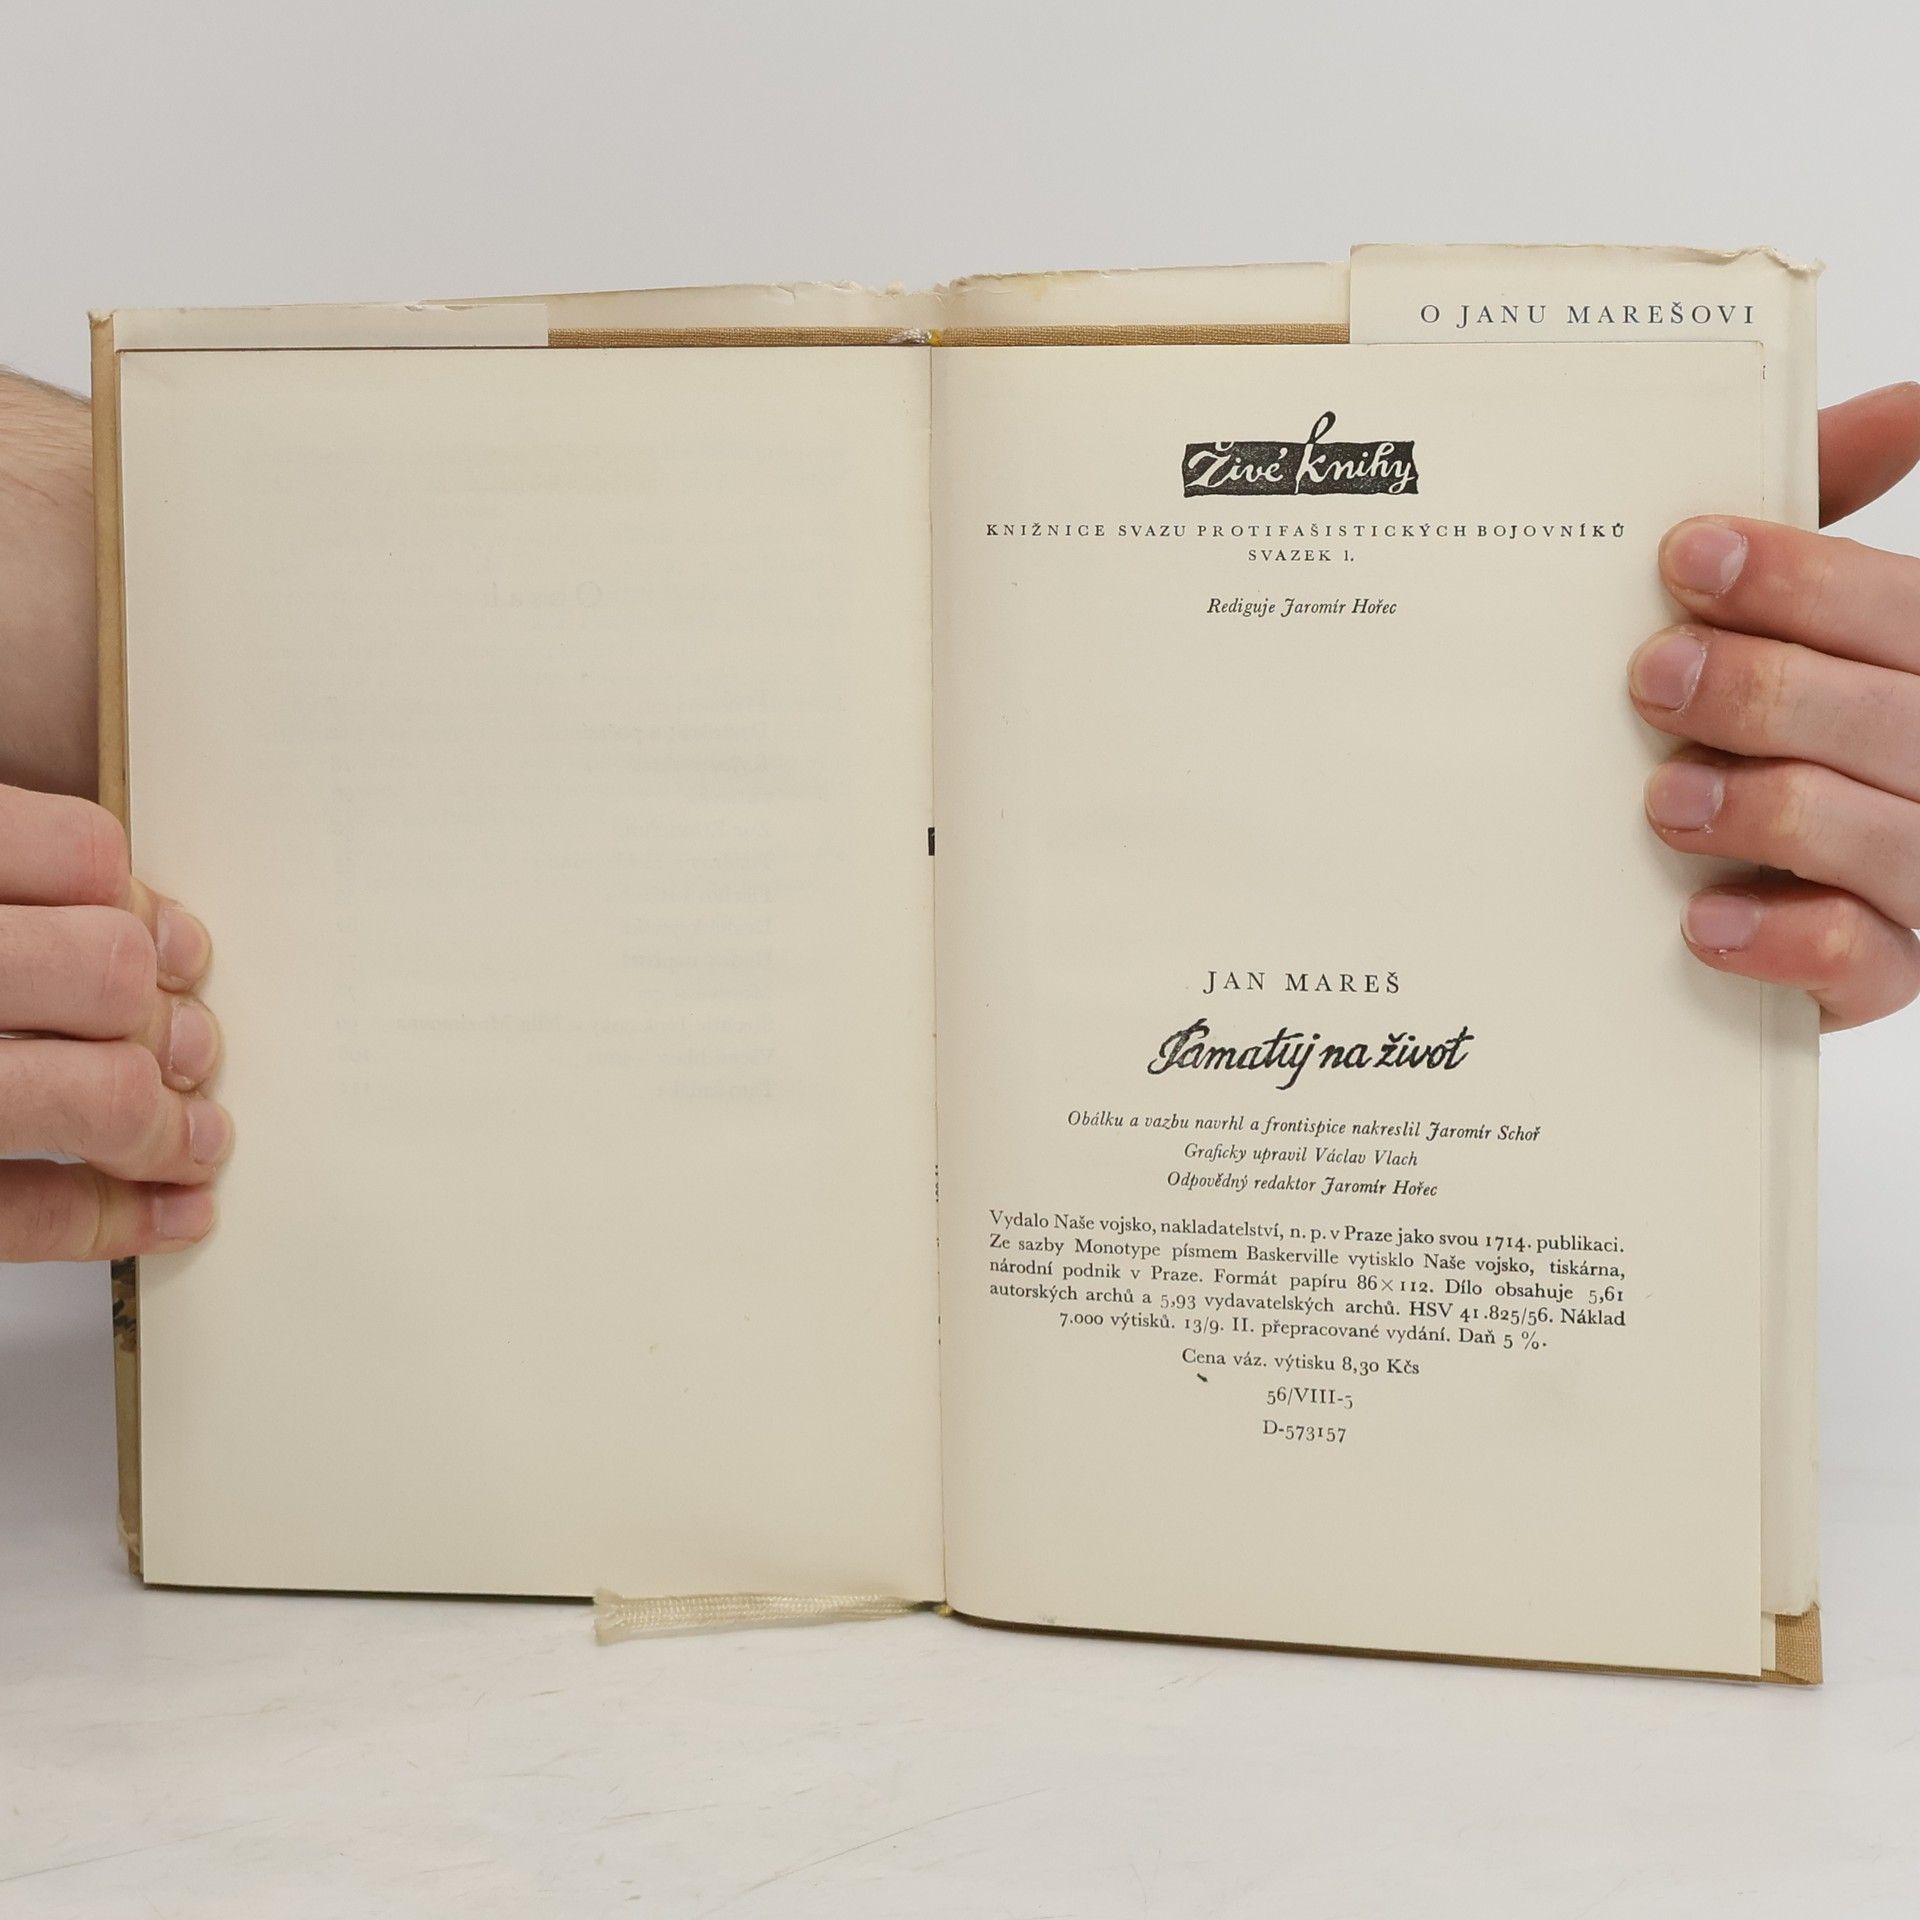 O JANU MAREŠOVI
Živé knihy
KNIŽNICE SVAZU PROTIFAŠISTICKÝCH BOJOVNÍKŮ
SVAZEK 1.
Rediguje Jaromír Hořec
JAN MAREŠ
Pamatuj na život
Obálku a vazbu navrhl a frontispice nakreslil Jaromír Schoř
Graficky upravil Václav Vlach
Odpovědný redaktor Jaromír Hořec
Vydalo Naše vojsko, nakladatelství, n. p. v Praze jako svou 1714. publikaci.
Ze sazby Monotype písmem Baskerville vytisklo Naše vojsko, tiskárna,
národní podnik v Praze. Formát papíru 86×112. Dílo obsahuje 5,61
autorských archů a 5,93 vydavatelských archů. HSV 41.825/56. Náklad
7.000 výtisků. 13/9. II. přepracované vydání. Daň 5 %.
Cena váz. výtisku 8,30 Kčs
56/VIII-5
D-573157